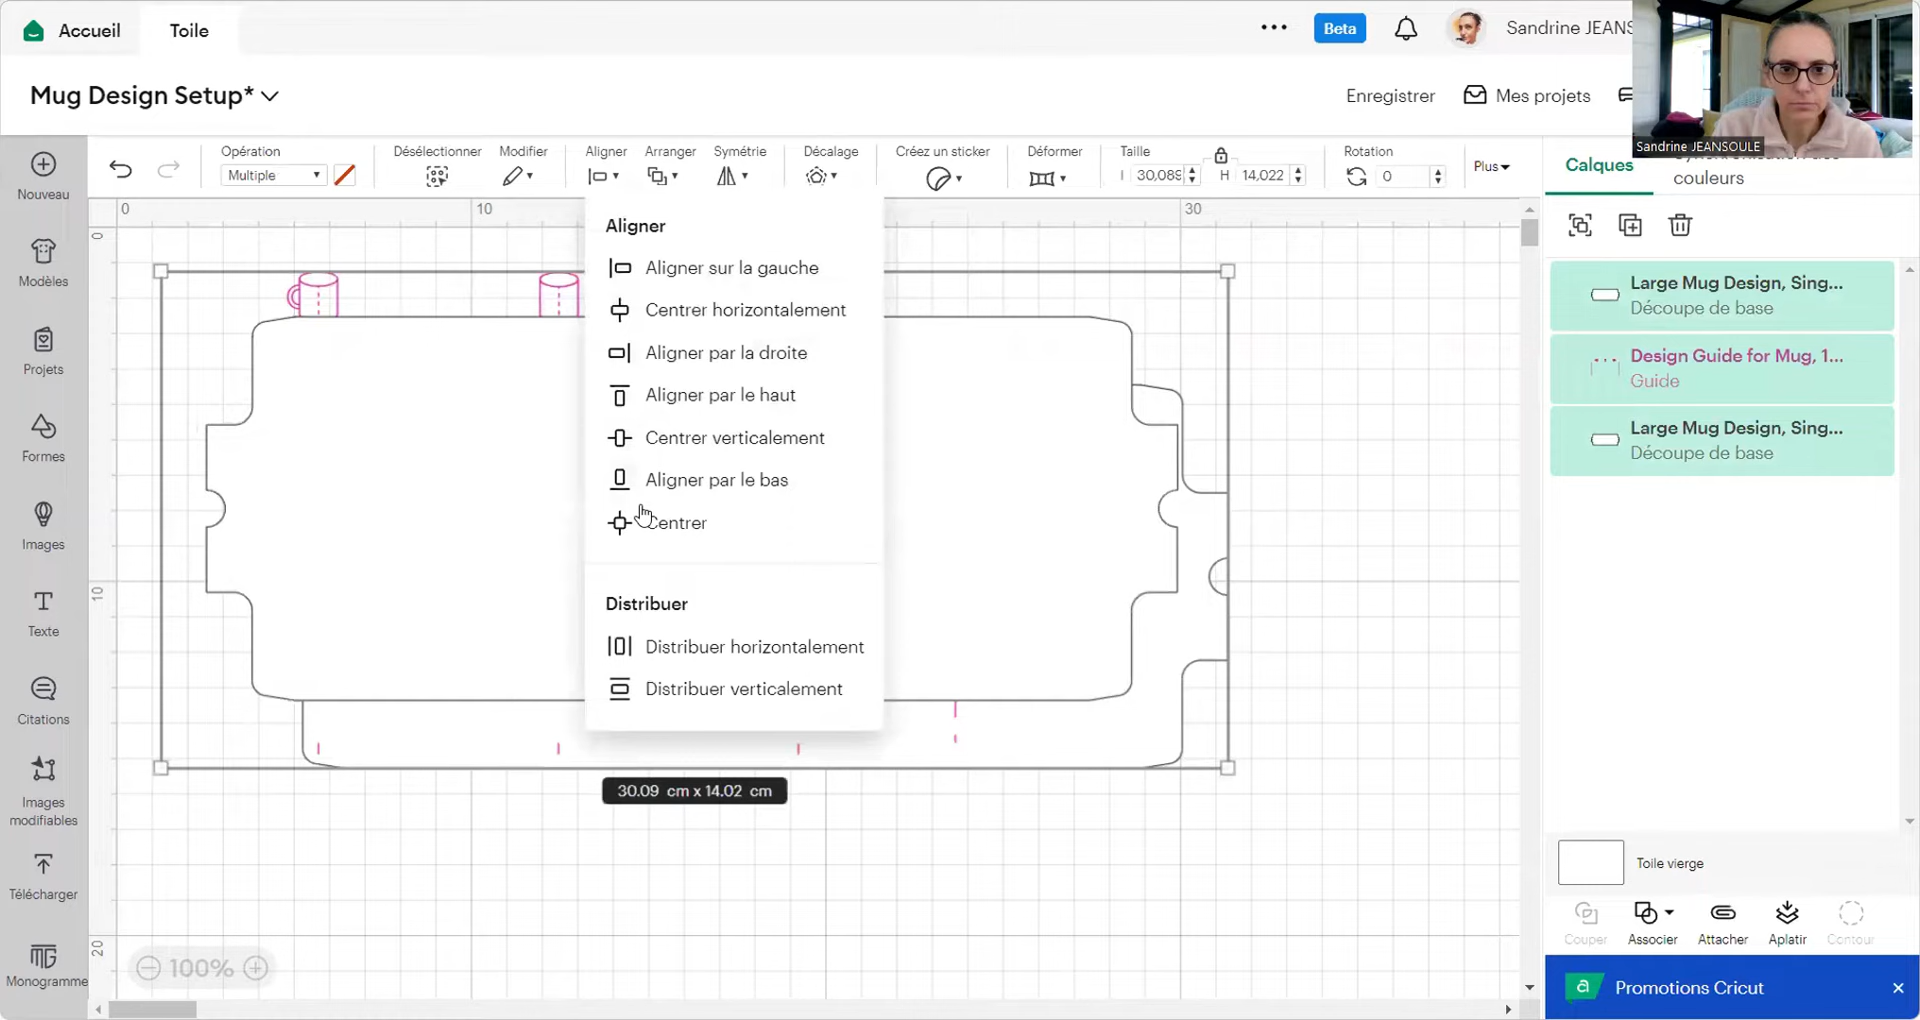 Accueil
Toile
Beta
Sandrine JEANS
Mug Design Setup*
Enregistrer
Mes projets
Sandrine JEANSOULE
Opération
Multiple
Désélectionner
Modifier
Aligner
Arranger
Symétrie
Décalage
Créez un sticker
Déformer
Taille
l 30,089
H 14,022
Rotation
0
Plus
Calques
couleurs
Nouveau
Modèles
Projets
Formes
Images
Texte
Citations
Images
modifiables
Télécharger
Monogramme
0
10
30
0
10
20
Aligner
Aligner sur la gauche
Centrer horizontalement
Aligner par la droite
Aligner par le haut
Centrer verticalement
Aligner par le bas
Centrer
Distribuer
Distribuer horizontalement
Distribuer verticalement
30.09 cm x 14.02 cm
100%
Large Mug Design, Sing...
Découpe de base
Design Guide for Mug, 1...
Guide
Large Mug Design, Sing...
Découpe de base
Toile vierge
Couper
Associer
Attacher
Aplatir
Contour
a
Promotions Cricut